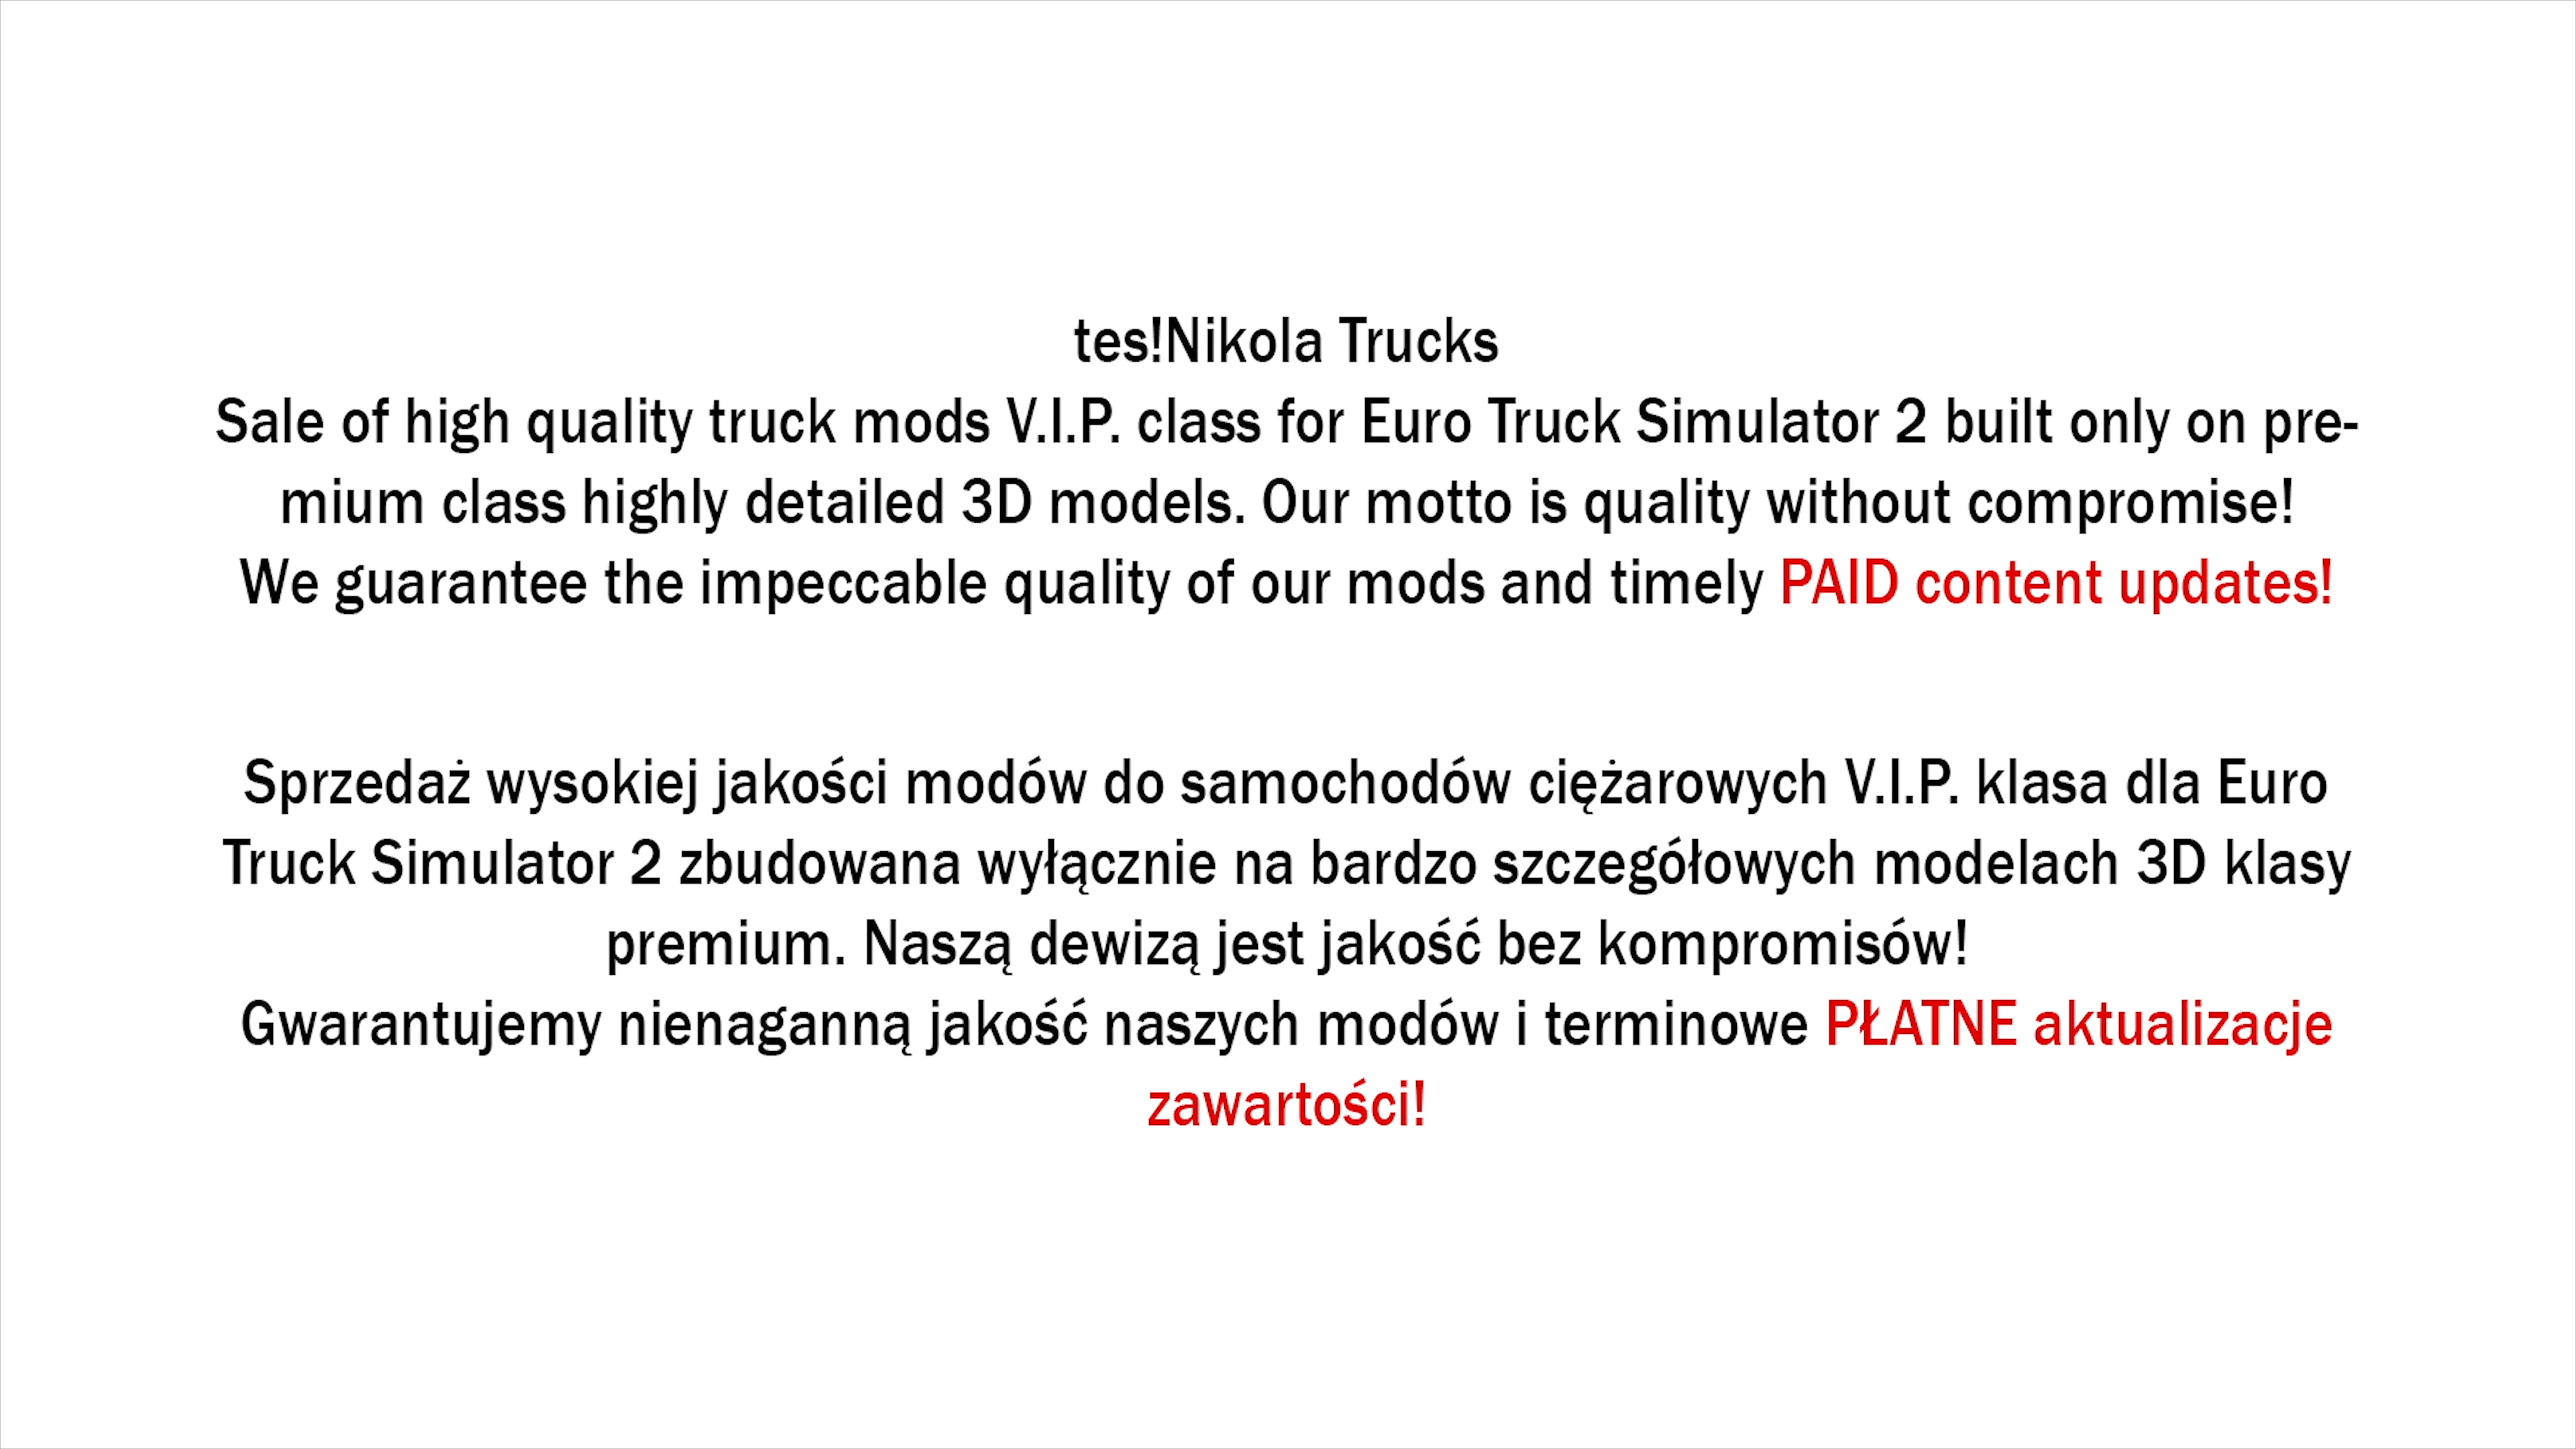 tes!Nikola Trucks
Sale of high quality truck mods V.I.P. class for Euro Truck Simulator 2 built only on pre-
mium class highly detailed 3D models. Our motto is quality without compromise!
We guarantee the impeccable quality of our mods and timely PAID content updates!
Sprzedaż wysokiej jakości modów do samochodów ciężarowych V.I.P. klasa dla Euro
Truck Simulator 2 zbudowana wyłącznie na bardzo szczegółowych modelach 3D klasy
premium. Naszą dewizą jest jakość bez kompromisów!
Gwarantujemy nienaganną jakość naszych modów i terminowe PŁATNE aktualizacje
zawartości!